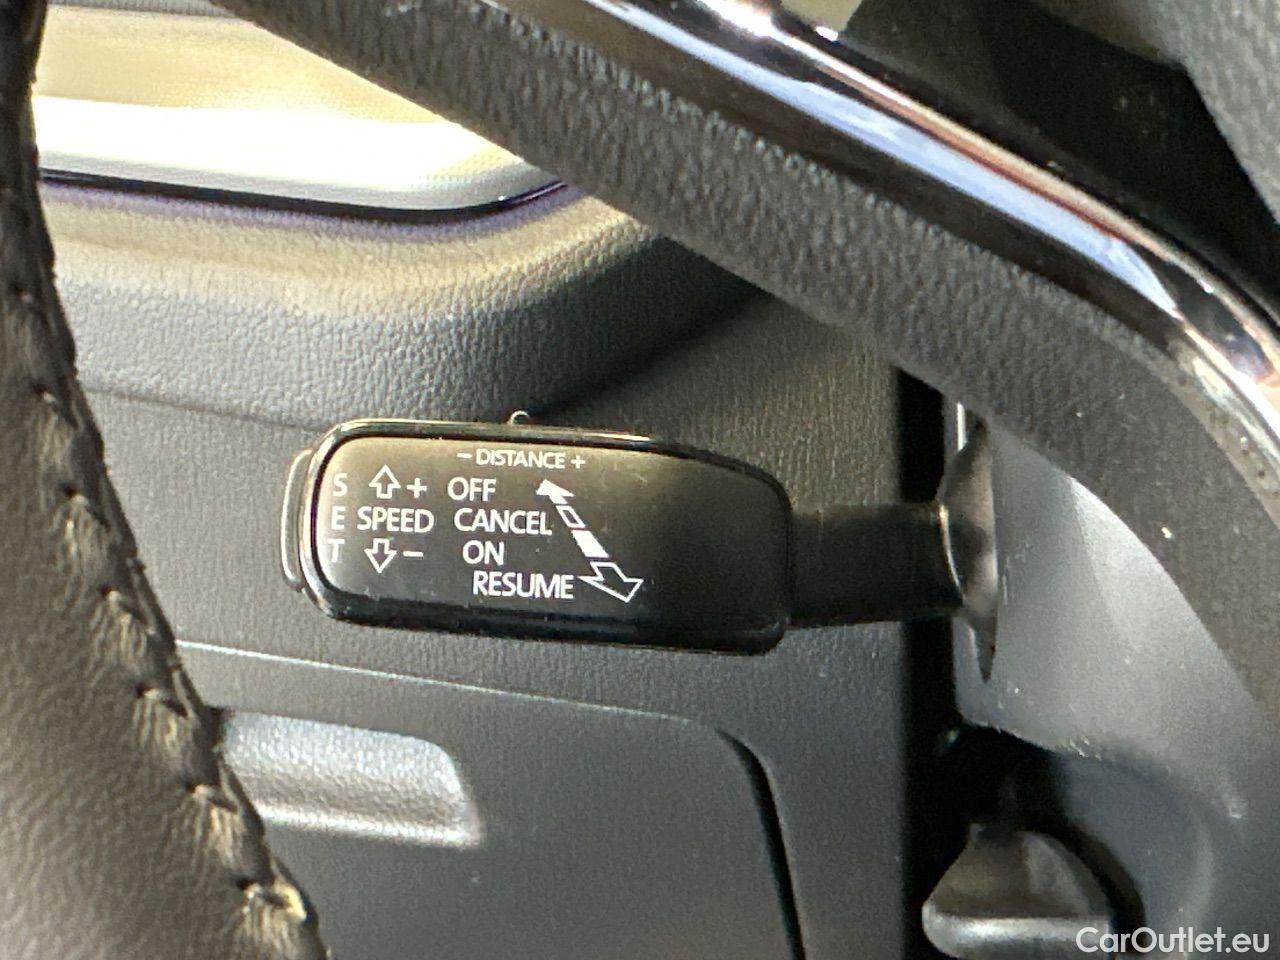 – DISTANCE +
S ⇧ + OFF
E SPEED CANCEL
T ⇩ – ON
RESUME
CarOutlet.eu